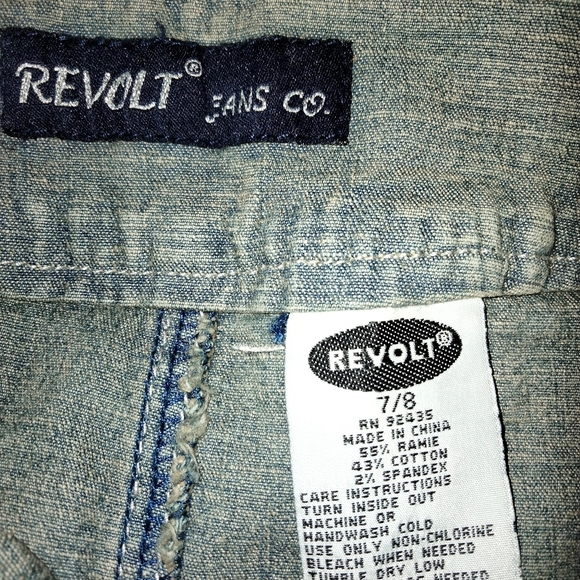 REVOLT® JEANS CO.
REVOLT®
7/8
RN 92435
MADE IN CHINA
55% RAMIE
43% COTTON
2% SPANDEX
CARE INSTRUCTIONS
TURN INSIDE OUT
MACHINE OR
HANDWASH COLD
USE ONLY NON-CHLORINE
BLEACH WHEN NEEDED
TUMBLE DRY LOW
NEEDED